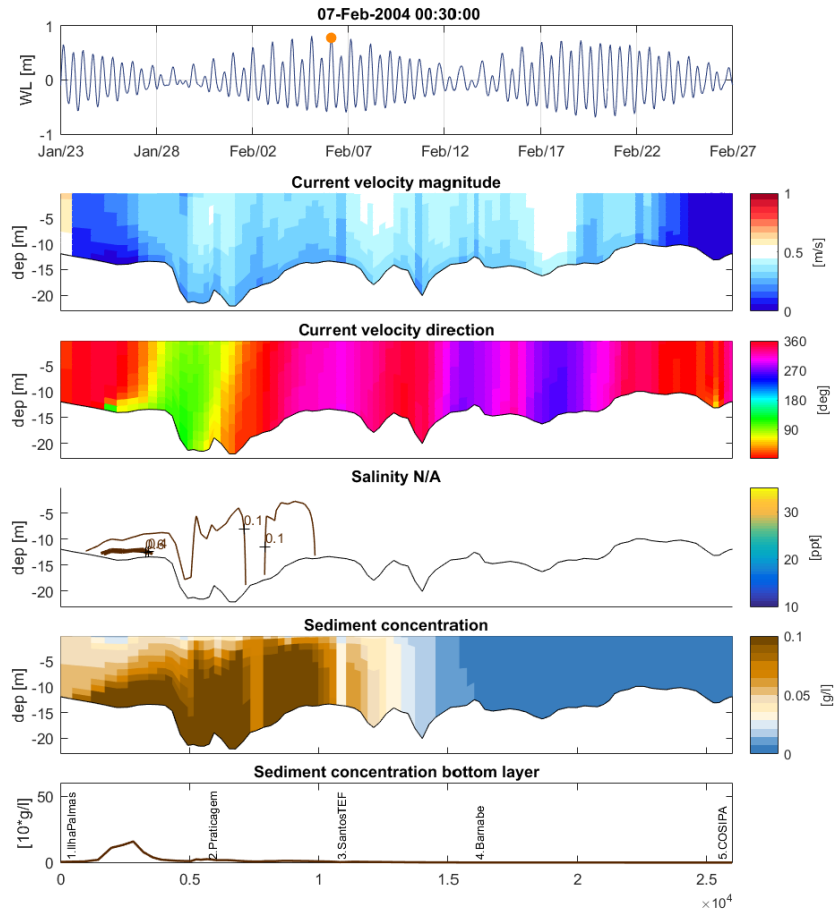 07-Feb-2004 00:30:00
1
0
-1
WL [m]
Jan/23 Jan/28 Feb/02 Feb/07 Feb/12 Feb/17 Feb/22 Feb/27
Current velocity magnitude
-5
-10
-15
-20
dep [m]
1
0.5
0
[m/s]
Current velocity direction
-5
-10
-15
-20
dep [m]
360
270
180
90
[deg]
Salinity N/A
-5
-10
-15
-20
dep [m]
0.1
0.1
30
20
10
[ppt]
Sediment concentration
-5
-10
-15
-20
dep [m]
0.1
0.05
0
[g/l]
Sediment concentration bottom layer
50
0
[10*g/l]
1.IlhaPalmas
2.Praticagem
3.SantosTEF
4.Barnabe
5.COSIPA
0 0.5 1 1.5 2 2.5
×10⁴